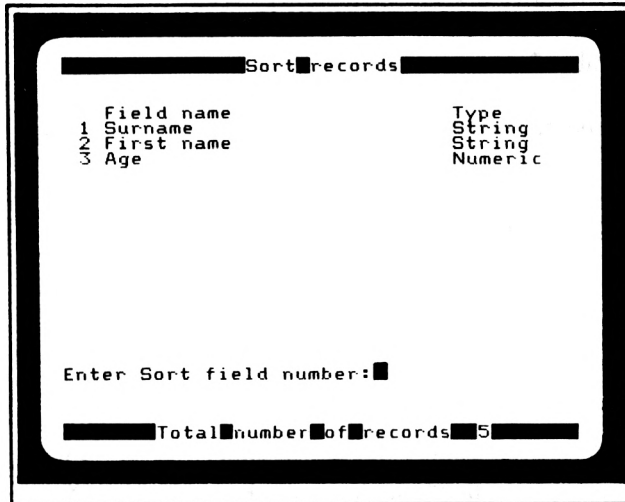 Sort records
Field name Type
1 Surname String
2 First name String
3 Age Numeric
Enter Sort field number:
Total number of records 5